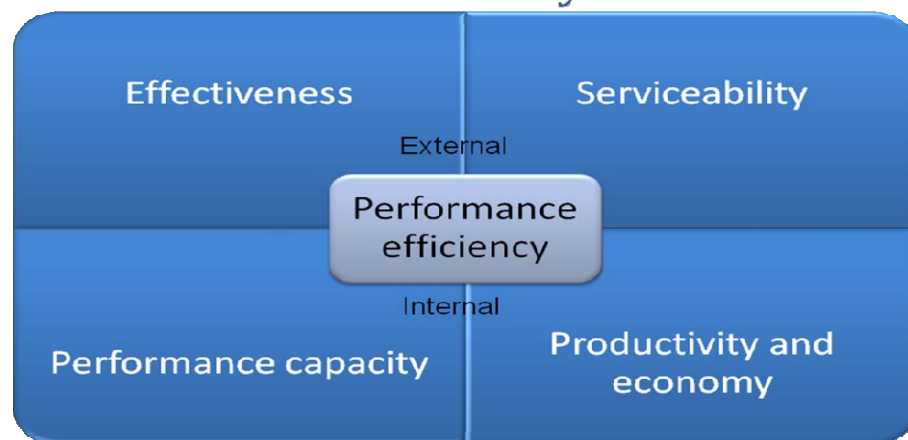 Effectiveness
Serviceability
External
Performance
efficiency
Internal
Performance capacity
Productivity and
economy